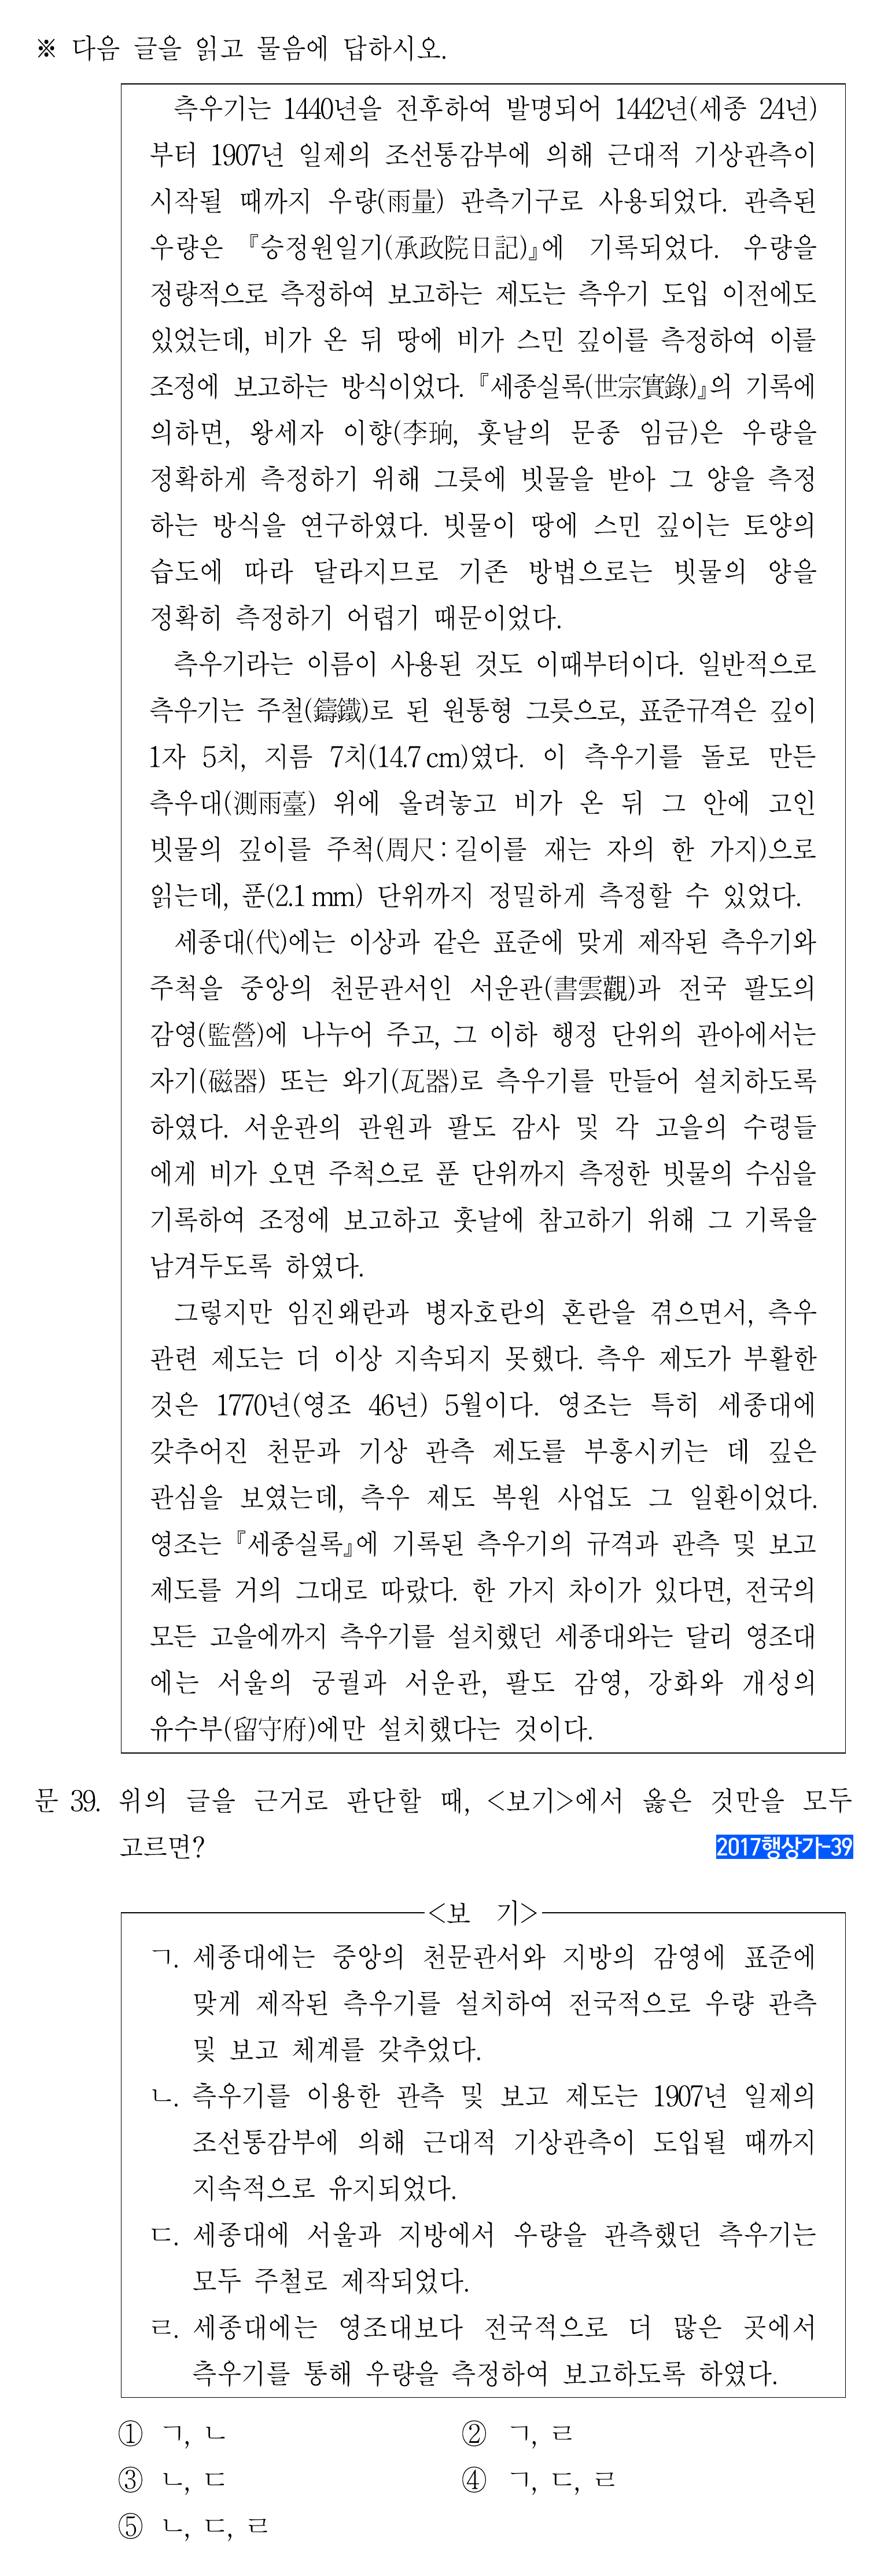 ※ 다음 글을 읽고 물음에 답하시오.
측우기는 1440년을 전후하여 발명되어 1442년(세종 24년)
부터 1907년 일제의 조선통감부에 의해 근대적 기상관측이
시작될 때까지 우량(雨量) 관측기구로 사용되었다. 관측된
우량은 『승정원일기(承政院日記)』에 기록되었다. 우량을
정량적으로 측정하여 보고하는 제도는 측우기 도입 이전에도
있었는데, 비가 온 뒤 땅에 비가 스민 깊이를 측정하여 이를
조정에 보고하는 방식이었다. 『세종실록(世宗實錄)』의 기록에
의하면, 왕세자 이향(李珦, 훗날의 문종 임금)은 우량을
정확하게 측정하기 위해 그릇에 빗물을 받아 그 양을 측정
하는 방식을 연구하였다. 빗물이 땅에 스민 깊이는 토양의
습도에 따라 달라지므로 기존 방법으로는 빗물의 양을
정확히 측정하기 어렵기 때문이었다.
측우기라는 이름이 사용된 것도 이때부터이다. 일반적으로
측우기는 주철(鑄鐵)로 된 원통형 그릇으로, 표준규격은 깊이
1자 5치, 지름 7치(14.7 cm)였다. 이 측우기를 돌로 만든
측우대(測雨臺) 위에 올려놓고 비가 온 뒤 그 안에 고인
빗물의 깊이를 주척(周尺 : 길이를 재는 자의 한 가지)으로
읽는데, 푼(2.1 mm) 단위까지 정밀하게 측정할 수 있었다.
세종대(代)에는 이상과 같은 표준에 맞게 제작된 측우기와
주척을 중앙의 천문관서인 서운관(書雲觀)과 전국 팔도의
감영(監營)에 나누어 주고, 그 이하 행정 단위의 관아에서는
자기(磁器) 또는 와기(瓦器)로 측우기를 만들어 설치하도록
하였다. 서운관의 관원과 팔도 감사 및 각 고을의 수령들
에게 비가 오면 주척으로 푼 단위까지 측정한 빗물의 수심을
기록하여 조정에 보고하고 훗날에 참고하기 위해 그 기록을
남겨두도록 하였다.
그렇지만 임진왜란과 병자호란의 혼란을 겪으면서, 측우
관련 제도는 더 이상 지속되지 못했다. 측우 제도가 부활한
것은 1770년(영조 46년) 5월이다. 영조는 특히 세종대에
갖추어진 천문과 기상 관측 제도를 부흥시키는 데 깊은
관심을 보였는데, 측우 제도 복원 사업도 그 일환이었다.
영조는 『세종실록』에 기록된 측우기의 규격과 관측 및 보고
제도를 거의 그대로 따랐다. 한 가지 차이가 있다면, 전국의
모든 고을에까지 측우기를 설치했던 세종대와는 달리 영조대
에는 서울의 궁궐과 서운관, 팔도 감영, 강화와 개성의
유수부(留守府)에만 설치했다는 것이다.
문 39. 위의 글을 근거로 판단할 때, <보기>에서 옳은 것만을 모두
고르면?
2017행상가-39
<보 기>
ㄱ. 세종대에는 중앙의 천문관서와 지방의 감영에 표준에
맞게 제작된 측우기를 설치하여 전국적으로 우량 관측
및 보고 체계를 갖추었다.
ㄴ. 측우기를 이용한 관측 및 보고 제도는 1907년 일제의
조선통감부에 의해 근대적 기상관측이 도입될 때까지
지속적으로 유지되었다.
ㄷ. 세종대에 서울과 지방에서 우량을 관측했던 측우기는
모두 주철로 제작되었다.
ㄹ. 세종대에는 영조대보다 전국적으로 더 많은 곳에서
측우기를 통해 우량을 측정하여 보고하도록 하였다.
① ㄱ, ㄴ ② ㄱ, ㄹ
③ ㄴ, ㄷ ④ ㄱ, ㄷ, ㄹ
⑤ ㄴ, ㄷ, ㄹ